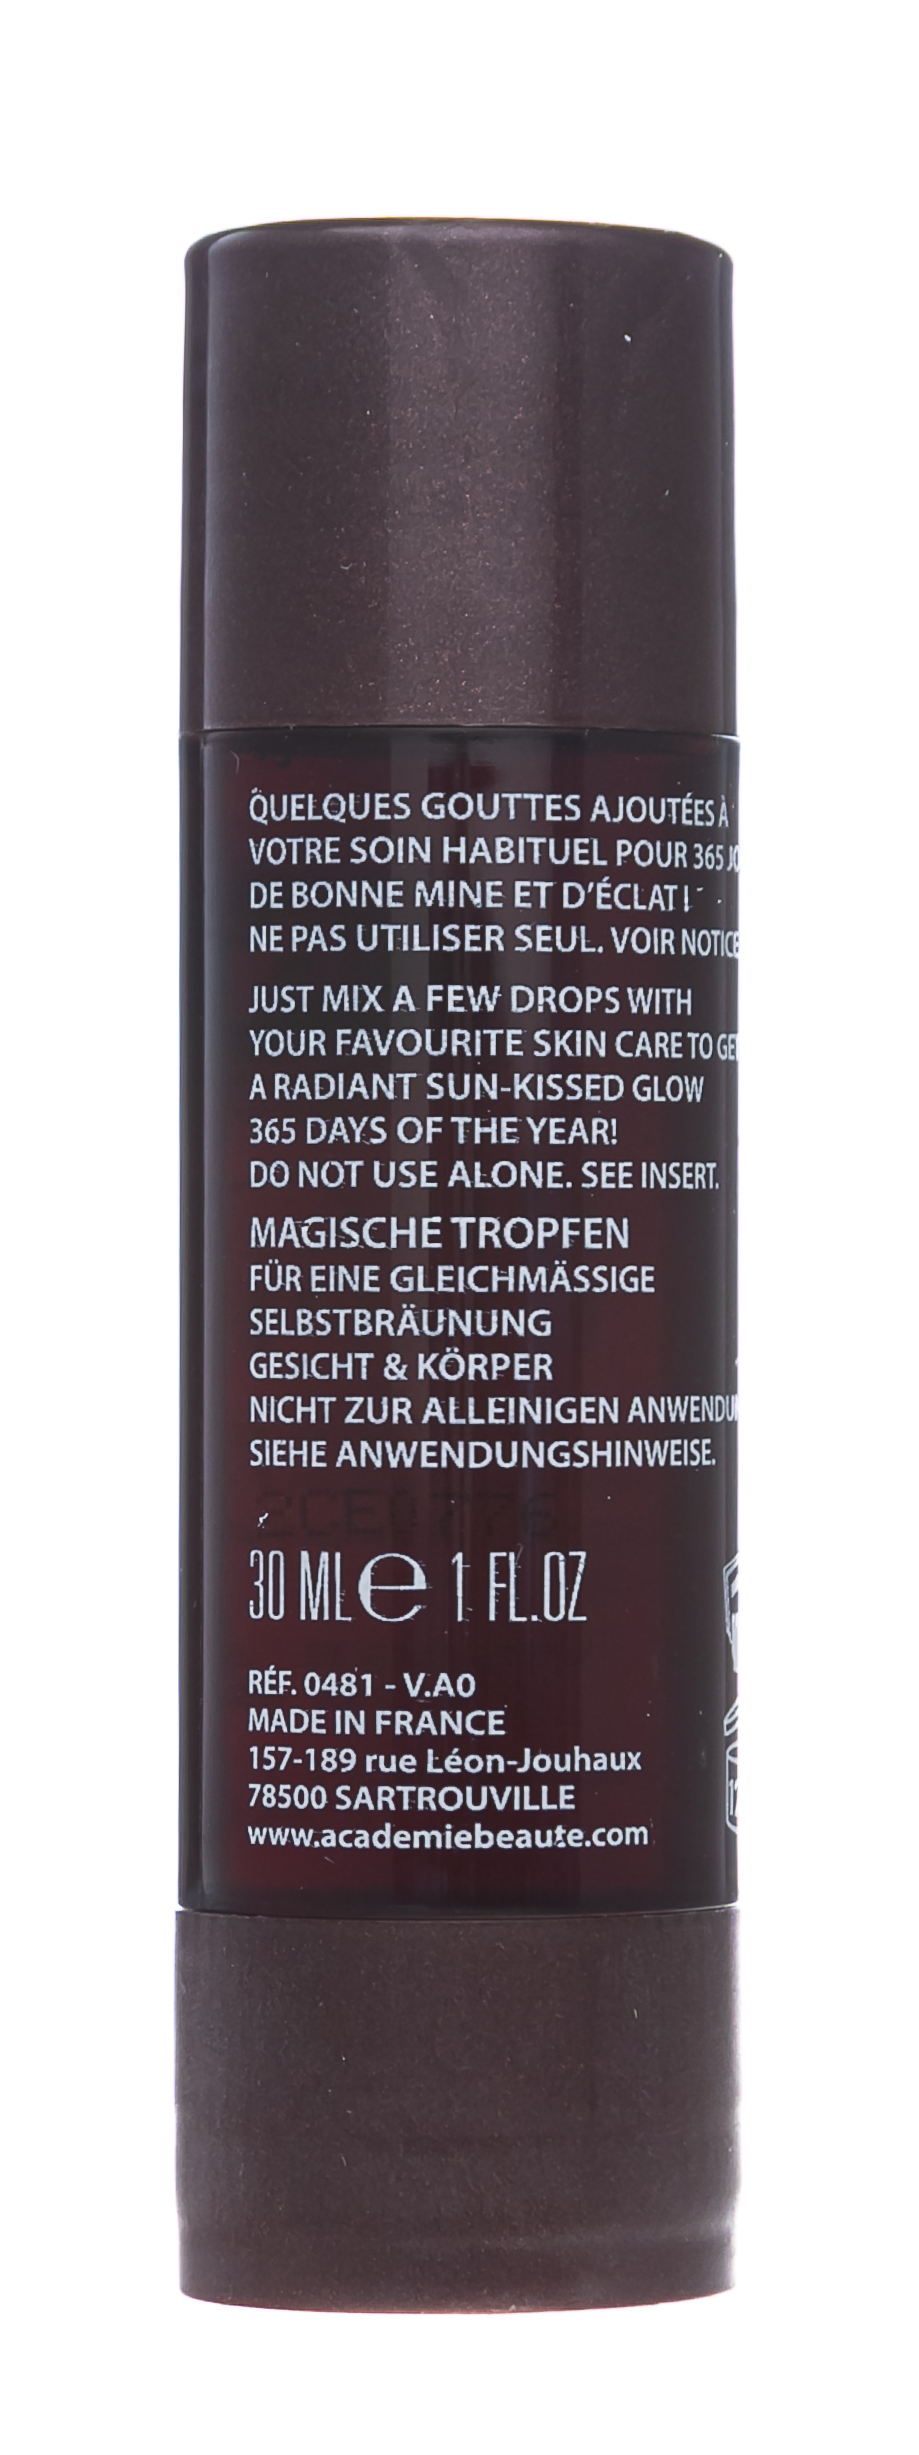 QUELQUES GOUTTES AJOUTÉES À
VOTRE SOIN HABITUEL POUR 365
DE BONNE MINE ET D'ÉCLAT !
NE PAS UTILISER SEUL. VOIR NOTICE
JUST MIX A FEW DROPS WITH
YOUR FAVOURITE SKIN CARE TO GET
A RADIANT SUN-KISSED GLOW
365 DAYS OF THE YEAR!
DO NOT USE ALONE. SEE INSERT.
MAGISCHE TROPFEN
FÜR EINE GLEICHMÄSSIGE
SELBSTBRÄUNUNG
GESICHT & KÖRPER
NICHT ZUR ALLEINIGEN
SIEHE ANWENDUNGSHINWEISE.
30 ML e 1 FL.OZ
RÉF. 0481 - V.A0
MADE IN FRANCE
157-189 rue Léon-Jouhaux
78500 SARTROUVILLE
www.academiebeaute.com